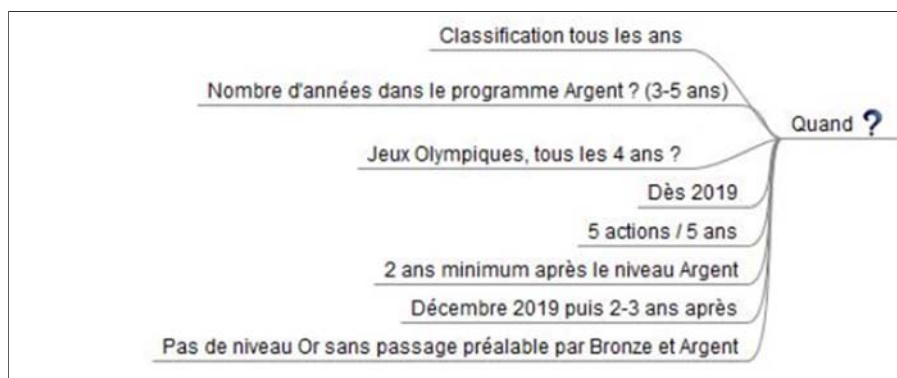 Classification tous les ans
Nombre d'années dans le programme Argent ? (3-5 ans)
Quand ?
Jeux Olympiques, tous les 4 ans ?
Dès 2019
5 actions / 5 ans
2 ans minimum après le niveau Argent
Décembre 2019 puis 2-3 ans après
Pas de niveau Or sans passage préalable par Bronze et Argent